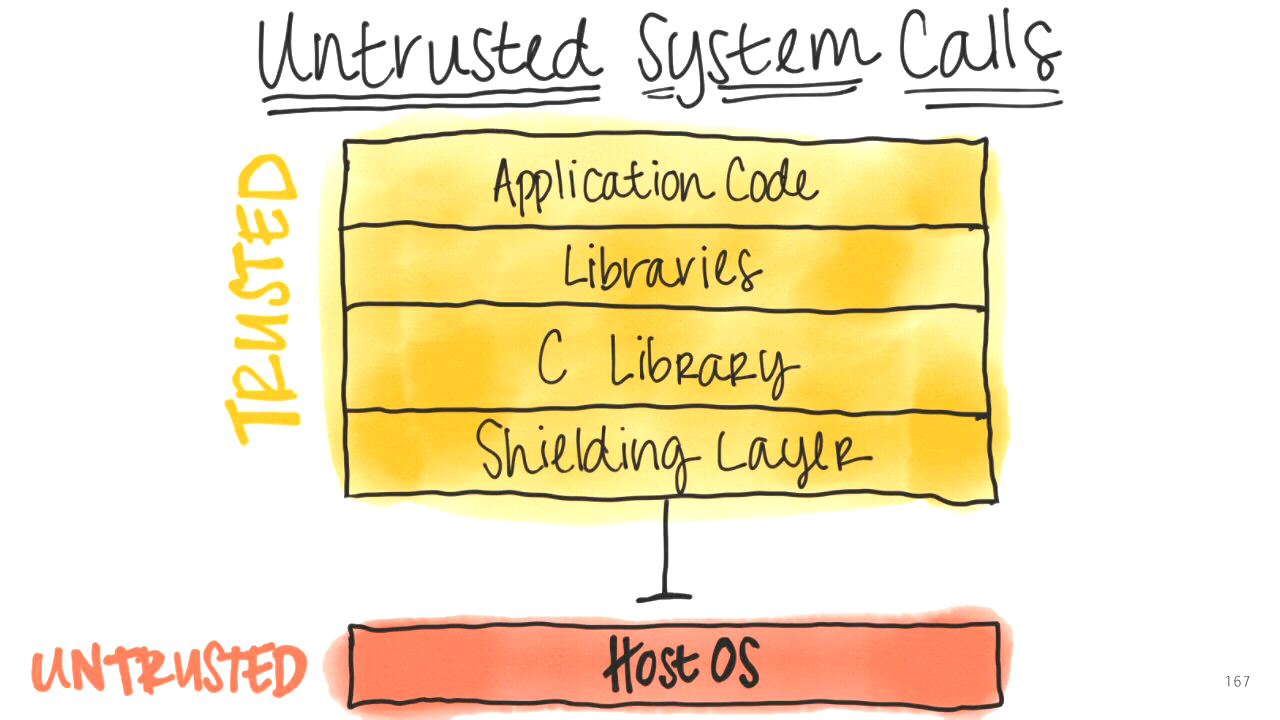 Untrusted System Calls
TRUSTED
Application Code
Libraries
C Library
Shielding Layer
UNTRUSTED
Host OS
167